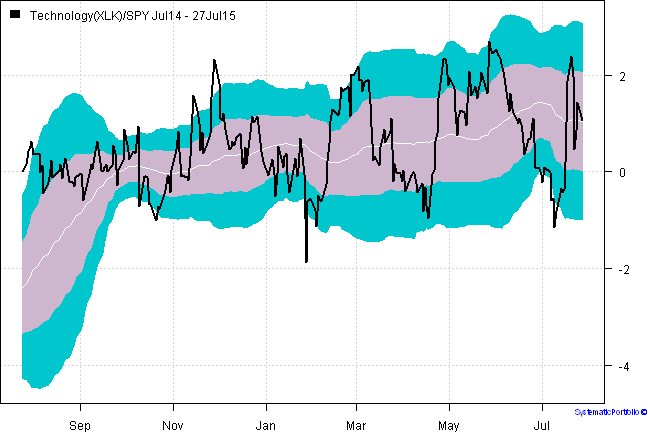 Technology(XLK)/SPY Jul14 - 27Jul15
2
0
-2
-4
Sep Nov Jan Mar May Jul
SystematicPortfolio ©